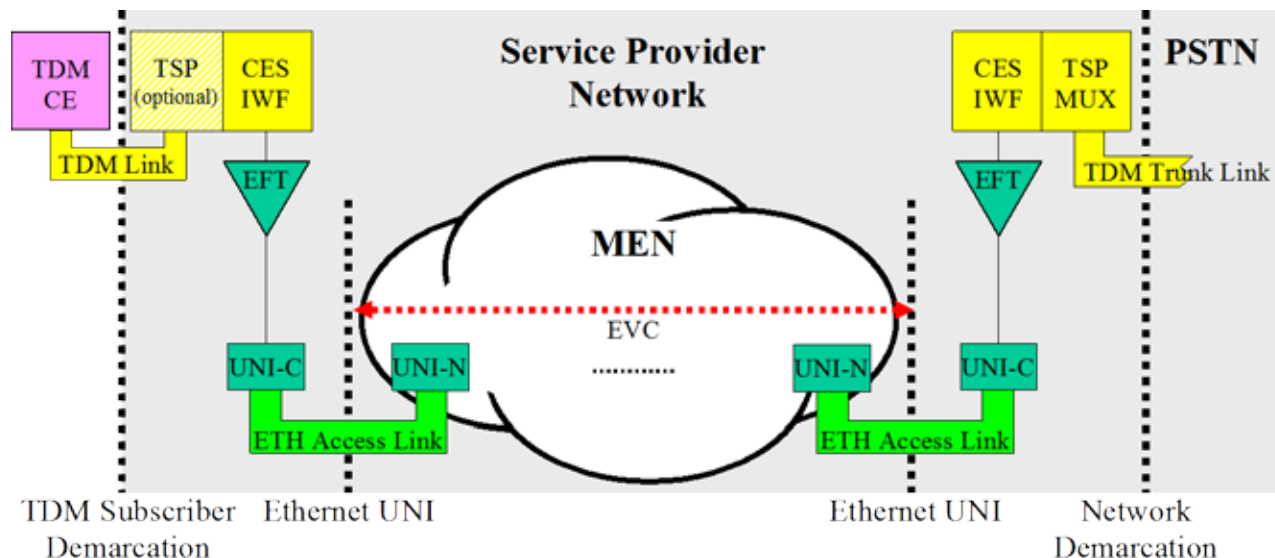 TDM
CE
TSP
(optional)
CES
IWF
Service Provider
Network
CES
IWF
TSP
MUX
PSTN
TDM Link
EFT
EFT
TDM Trunk Link
MEN
EVC
UNI-C
UNI-N
............
UNI-N
UNI-C
ETH Access Link
ETH Access Link
TDM Subscriber
Demarcation
Ethernet UNI
Ethernet UNI
Network
Demarcation